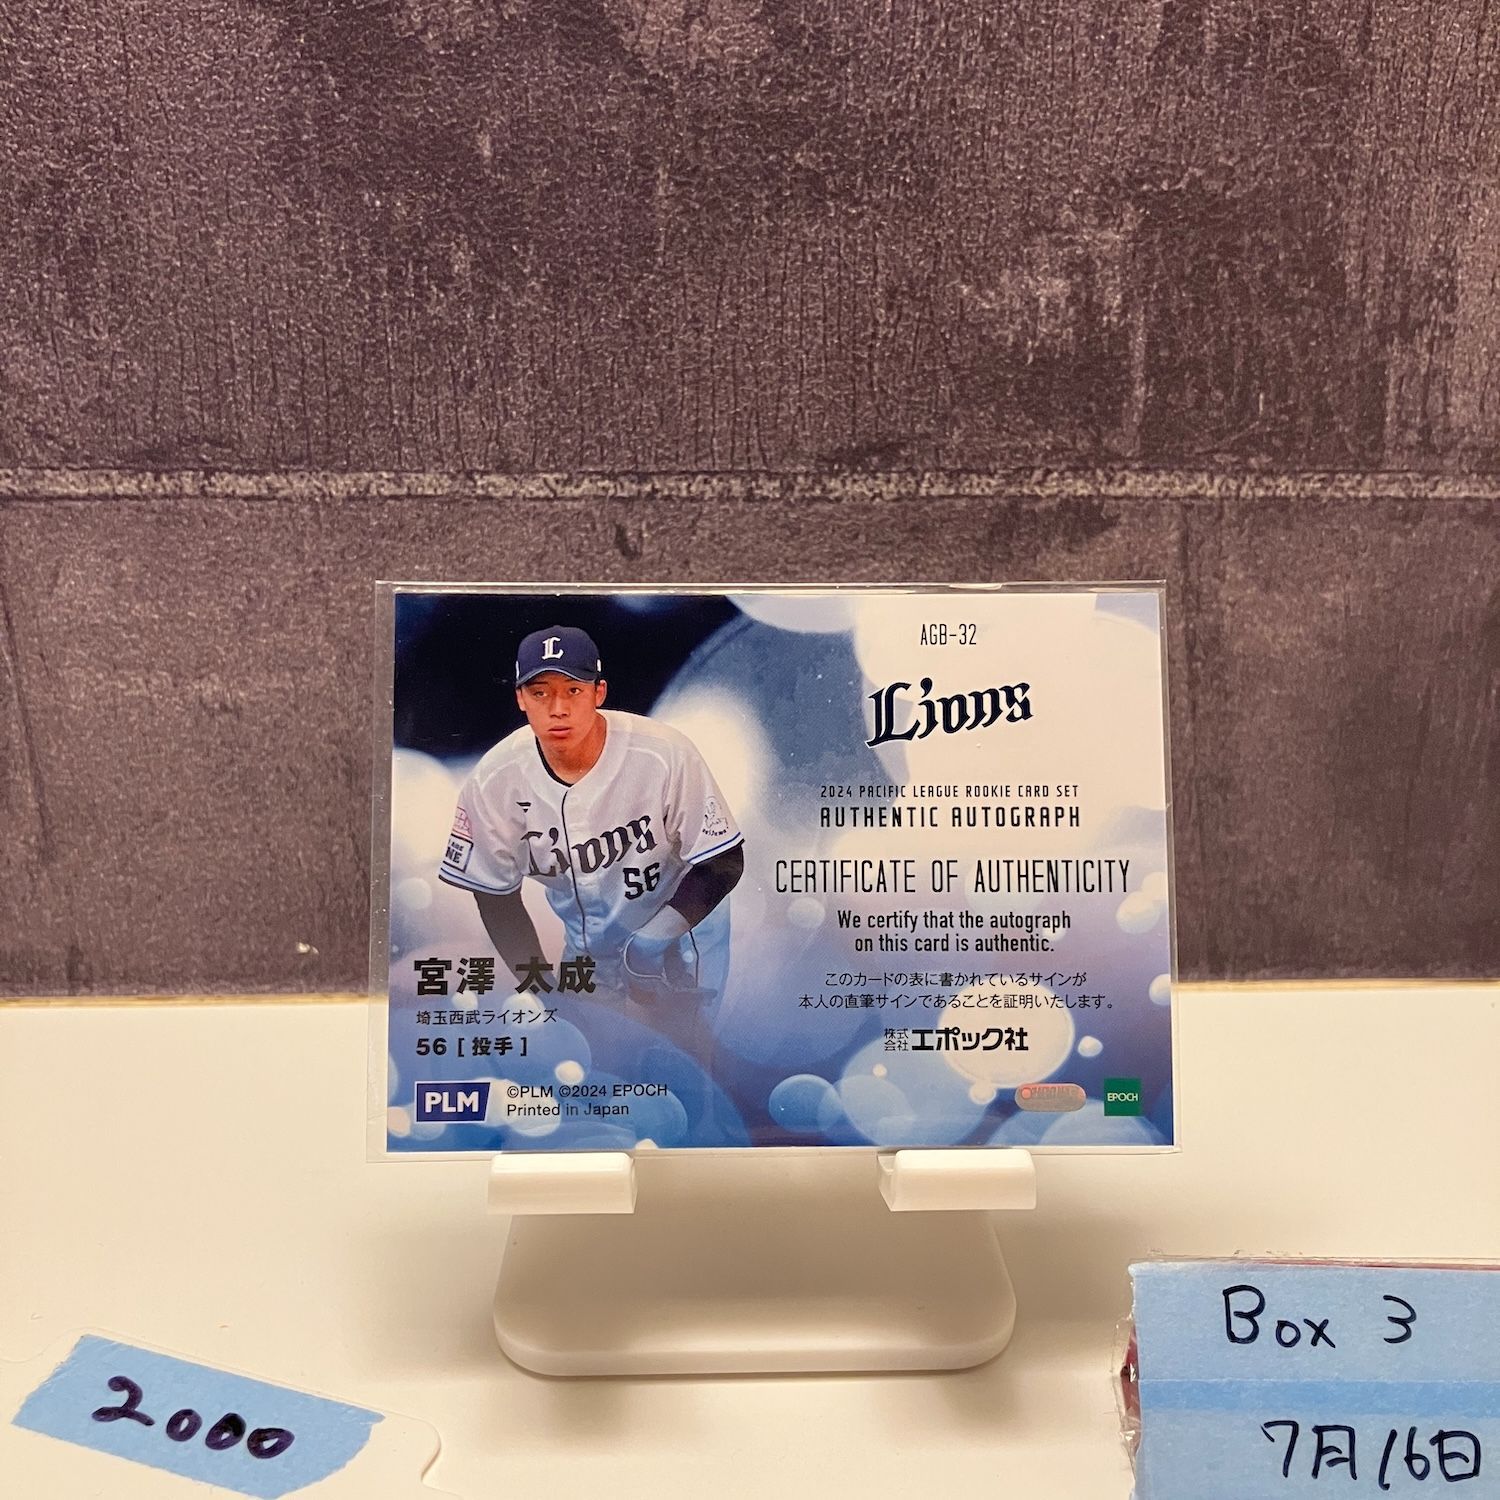 AGB-32
Lions
2024 PACIFIC LEAGUE ROOKIE CARD SET
AUTHENTIC AUTOGRAPH
CERTIFICATE OF AUTHENTICITY
We certify that the autograph
on this card is authentic.
このカードの表に書かれているサインが
本人の直筆サインであることを証明いたします。
株式会社エポック社
EPOCH
L
Lions
56
宮澤 太成
埼玉西武ライオンズ
56 [ 投手 ]
PLM
©PLM ©2024 EPOCH
Printed in Japan
2000
Box 3
7月16日